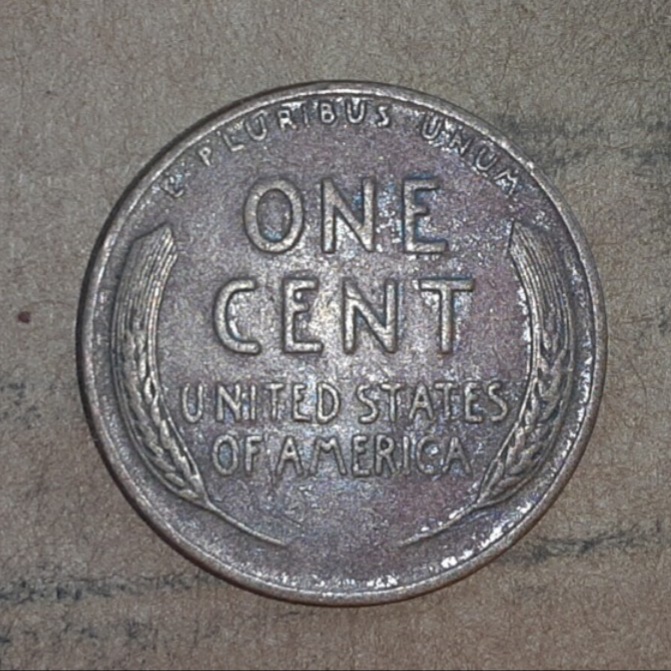 E PLURIBUS UNUM
ONE
CENT
UNITED STATES
OF AMERICA